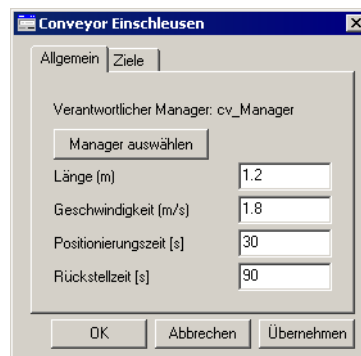 Conveyor Einschleusen
Allgemein Ziele
Verantwortlicher Manager: cv_Manager
Manager auswählen
Länge (m) 1.2
Geschwindigkeit (m/s) 1.8
Positionierungszeit [s] 30
Rückstellzeit [s] 90
OK Abbrechen Übernehmen